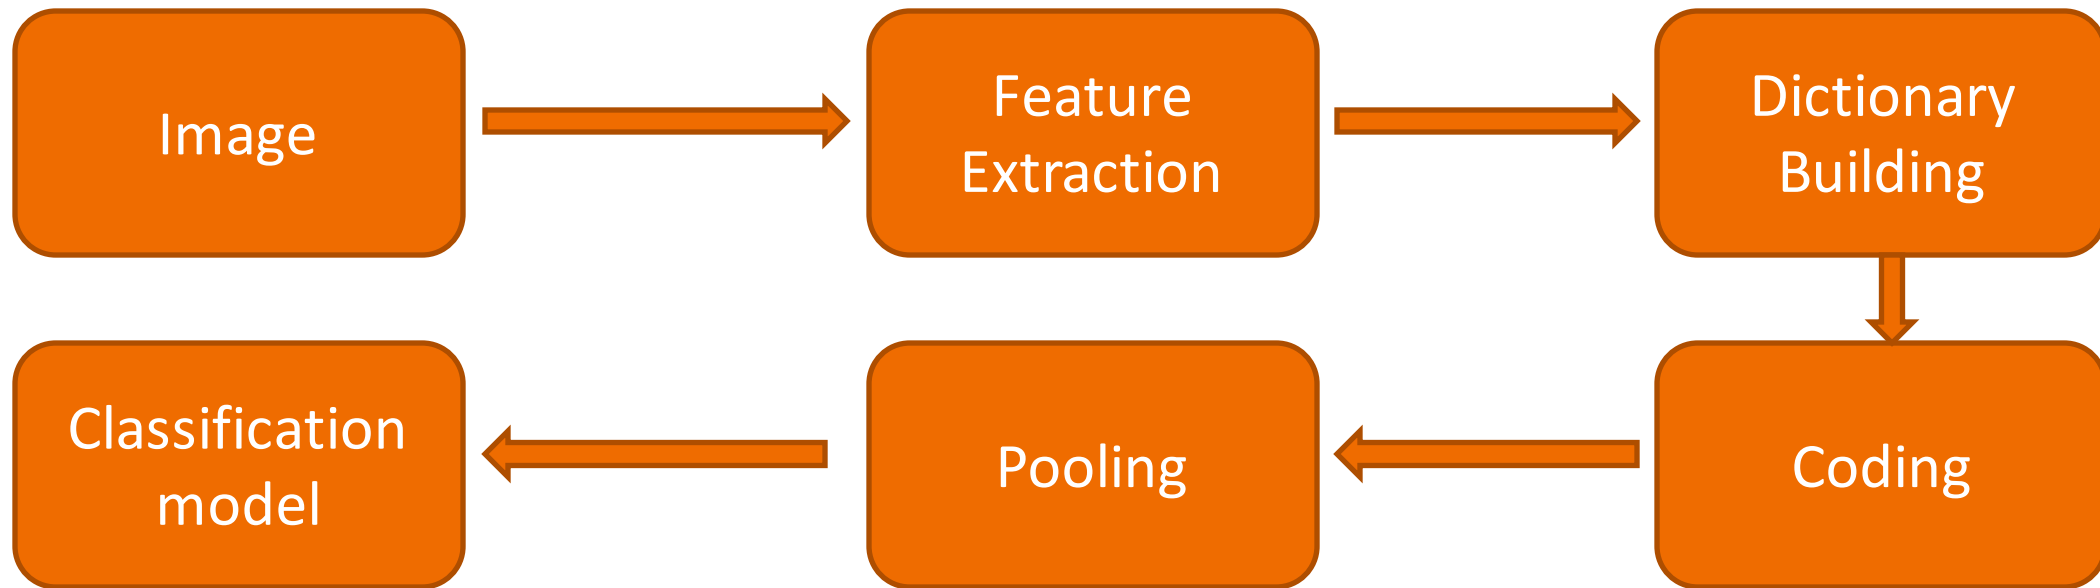 Image
Feature
Extraction
Dictionary
Building
Classification
model
Pooling
Coding